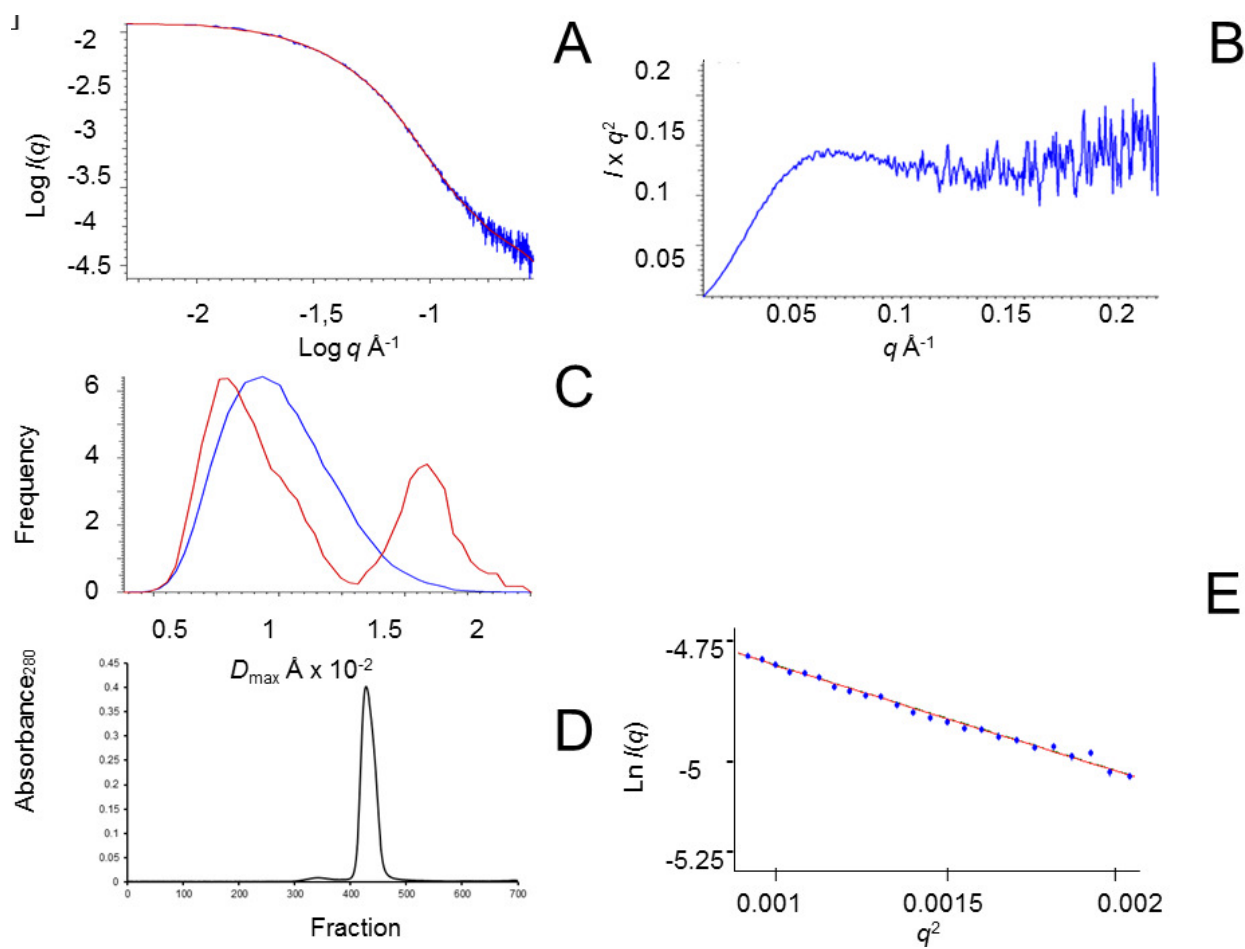 A
-2
-2.5
-3
-3.5
-4
-4.5
Log I(q)
-2 -1,5 -1
Log q Å-1
B
0.2
0.15
0.1
0.05
I x q2
0.05 0.1 0.15 0.2
q Å-1
C
6
4
2
0
Frequency
0.5 1 1.5 2
Dmax Å x 10-2
D
0.45
0.4
0.35
0.3
0.25
0.2
0.15
0.1
0.05
0
Absorbance280
0 100 200 300 400 500 600 700
Fraction
E
-4.75
-5
-5.25
Ln I(q)
0.001 0.0015 0.002
q2